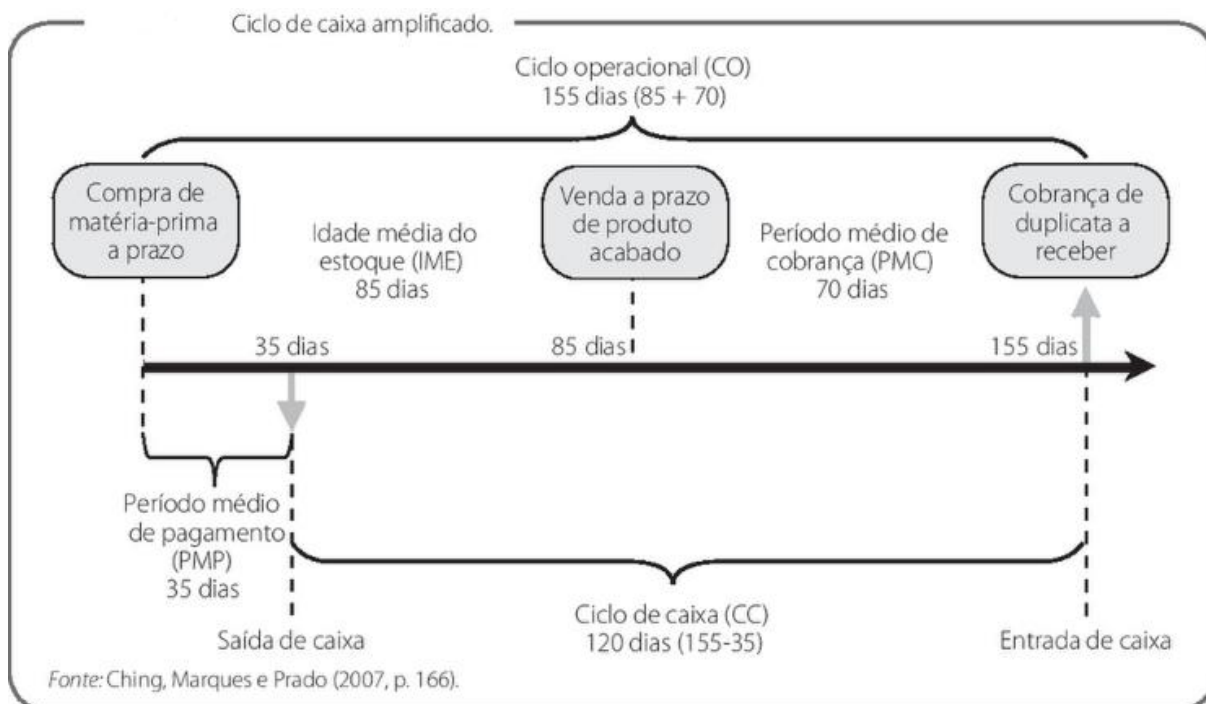 Ciclo de caixa amplificado.
Ciclo operacional (CO)
155 dias (85 + 70)
Compra de
matéria-prima
a prazo
Idade média do
estoque (IME)
85 dias
Venda a prazo
de produto
acabado
Período médio de
cobrança (PMC)
70 dias
Cobrança de
duplicata a
receber
35 dias
85 dias
155 dias
Período médio
de pagamento
(PMP)
35 dias
Ciclo de caixa (CC)
120 dias (155-35)
Saída de caixa
Entrada de caixa
Fonte: Ching, Marques e Prado (2007, p. 166).